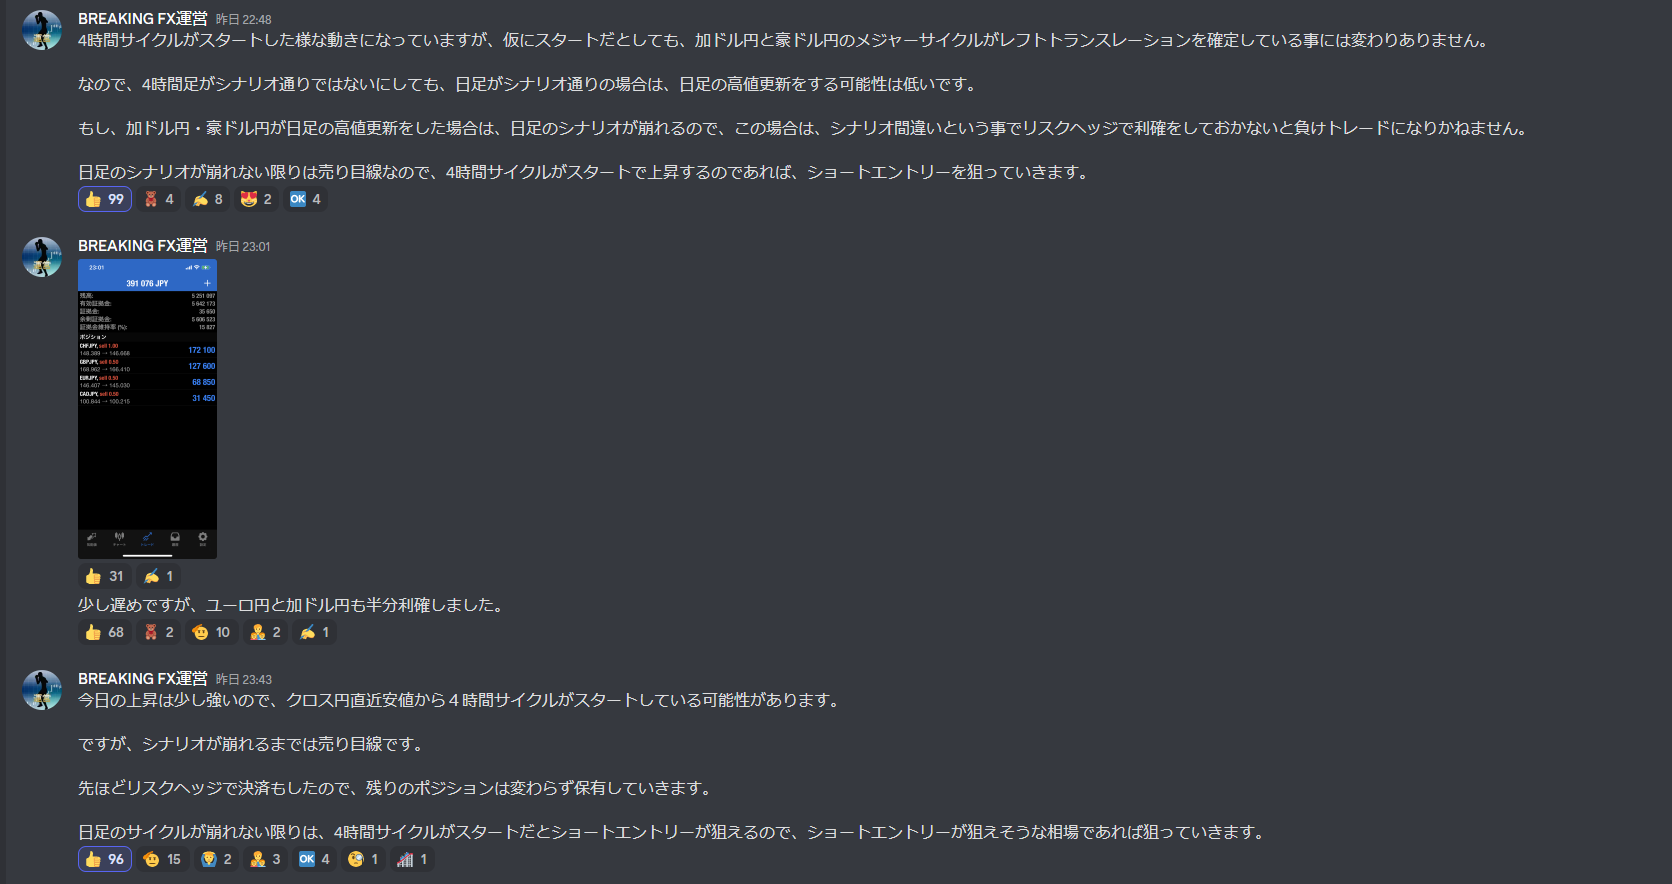 BREAKING FX運営 昨日 22:48
4時間サイクルがスタートした様な動きになっていますが、仮にスタートだとしても、加ドル円と豪ドル円のメジャーサイクルがレフトトランスレーションを確定している事には変わりありません。
なので、4時間足がシナリオ通りではないにしても、日足がシナリオ通りの場合は、日足の高値更新をする可能性は低いです。
もし、加ドル円・豪ドル円が日足の高値更新をした場合は、日足のシナリオが崩れるので、この場合は、シナリオ間違いという事でリスクヘッジで利確をしておかないと負けトレードになりかねません。
日足のシナリオが崩れない限りは売り目線なので、4時間サイクルがスタートで上昇するのであれば、ショートエントリーを狙っていきます。
99 4 8 2 OK 4
BREAKING FX運営 昨日 23:01
23:01
391 076 JPY +
残高: 5 251 097
有効証拠金: 5 642 173
証拠金: 35 650
余剰証拠金: 5 606 523
証拠金維持率 (%): 15 827
ポジション
CHFJPY, sell 1.00
148.389 → 146.668 172 100
GBPJPY, sell 0.50
168.962 → 166.410 127 600
EURJPY, sell 0.50
146.407 → 145.030 68 850
CADJPY, sell 0.50
100.844 → 100.215 31 450
31 1
少し遅めですが、ユーロ円と加ドル円も半分利確しました。
68 2 10 2 1
BREAKING FX運営 昨日 23:43
今日の上昇は少し強いので、クロス円直近安値から４時間サイクルがスタートしている可能性があります。
ですが、シナリオが崩れるまでは売り目線です。
先ほどリスクヘッジで決済もしたので、残りのポジションは変わらず保有していきます。
日足のサイクルが崩れない限りは、4時間サイクルがスタートだとショートエントリーが狙えるので、ショートエントリーが狙えそうな相場であれば狙っていきます。
96 15 2 3 OK 4 1 1